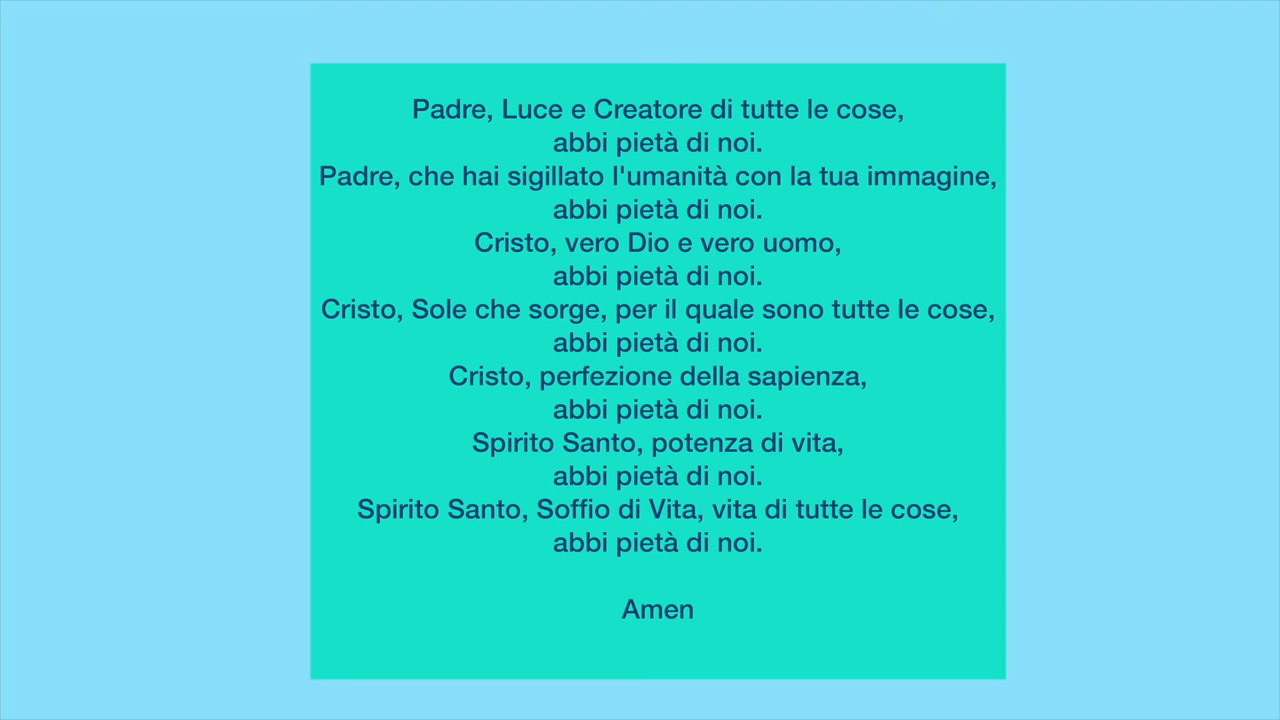 Padre, Luce e Creatore di tutte le cose,
abbi pietà di noi.
Padre, che hai sigillato l'umanità con la tua immagine,
abbi pietà di noi.
Cristo, vero Dio e vero uomo,
abbi pietà di noi.
Cristo, Sole che sorge, per il quale sono tutte le cose,
abbi pietà di noi.
Cristo, perfezione della sapienza,
abbi pietà di noi.
Spirito Santo, potenza di vita,
abbi pietà di noi.
Spirito Santo, Soffio di Vita, vita di tutte le cose,
abbi pietà di noi.
Amen